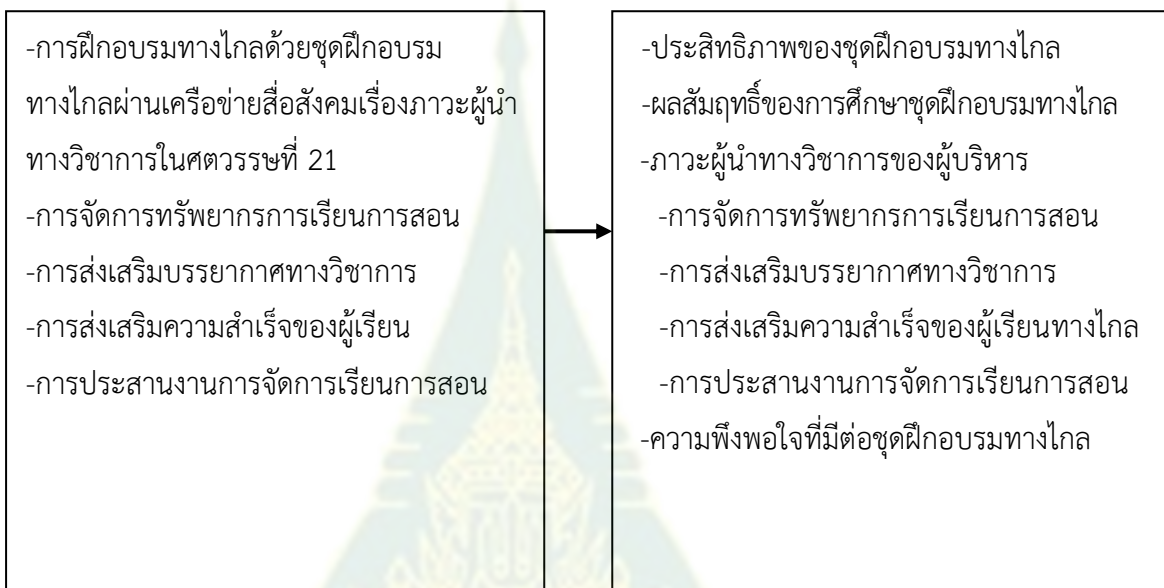 -การฝึกอบรมทางไกลด้วยชุดฝึกอบรม
ทางไกลผ่านเครือข่ายสื่อสังคมเรื่องภาวะผู้นำ
ทางวิชาการในศตวรรษที่ 21
-การจัดการทรัพยากรการเรียนการสอน
-การส่งเสริมบรรยากาศทางวิชาการ
-การส่งเสริมความสำเร็จของผู้เรียน
-การประสานงานการจัดการเรียนการสอน
-ประสิทธิภาพของชุดฝึกอบรมทางไกล
-ผลสัมฤทธิ์ของการศึกษาชุดฝึกอบรมทางไกล
-ภาวะผู้นำทางวิชาการของผู้บริหาร
-การจัดการทรัพยากรการเรียนการสอน
-การส่งเสริมบรรยากาศทางวิชาการ
-การส่งเสริมความสำเร็จของผู้เรียนทางไกล
-การประสานงานการจัดการเรียนการสอน
-ความพึงพอใจที่มีต่อชุดฝึกอบรมทางไกล